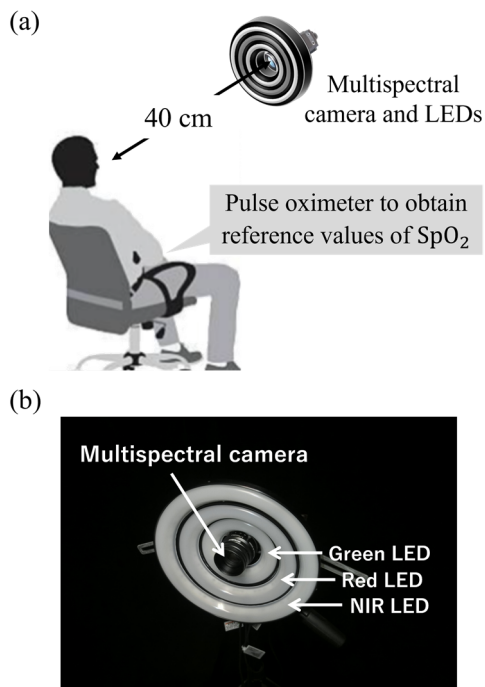 (a)
Multispectral
camera and LEDs
40 cm
Pulse oximeter to obtain
reference values of SpO₂
(b)
Multispectral camera
Green LED
Red LED
NIR LED